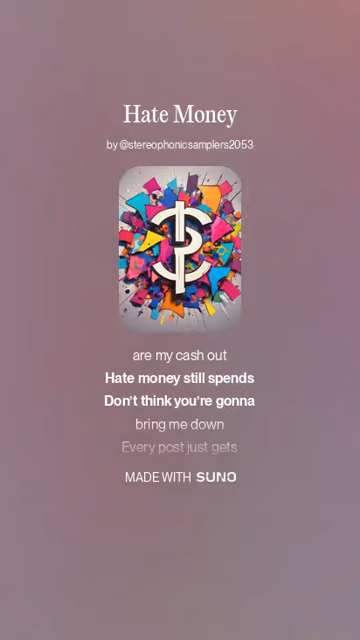 Hate Money
by @stereophonicsamplers2053
are my cash out
Hate money still spends
Don't think you're gonna
bring me down
Every post just gets
MADE WITH SUNO